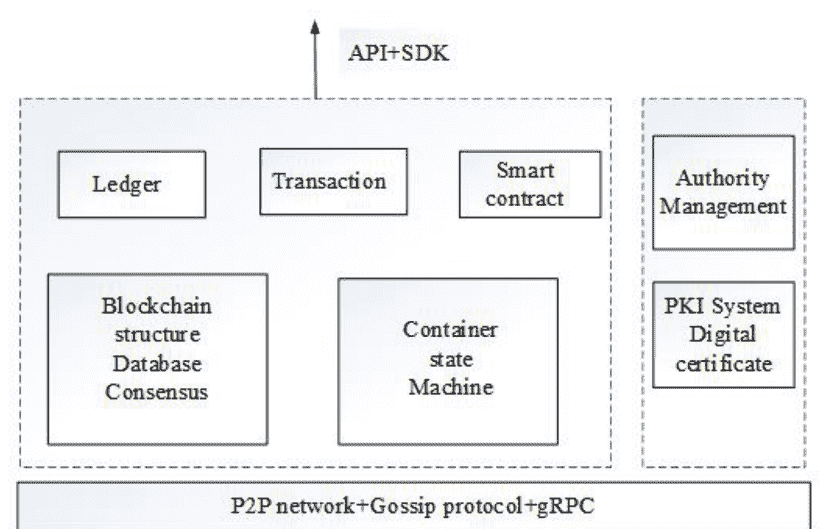 API+SDK
Ledger
Transaction
Smart
contract
Authority
Management
Blockchain
structure
Database
Consensus
Container
state
Machine
PKI System
Digital
certificate
P2P network+Gossip protocol+gRPC